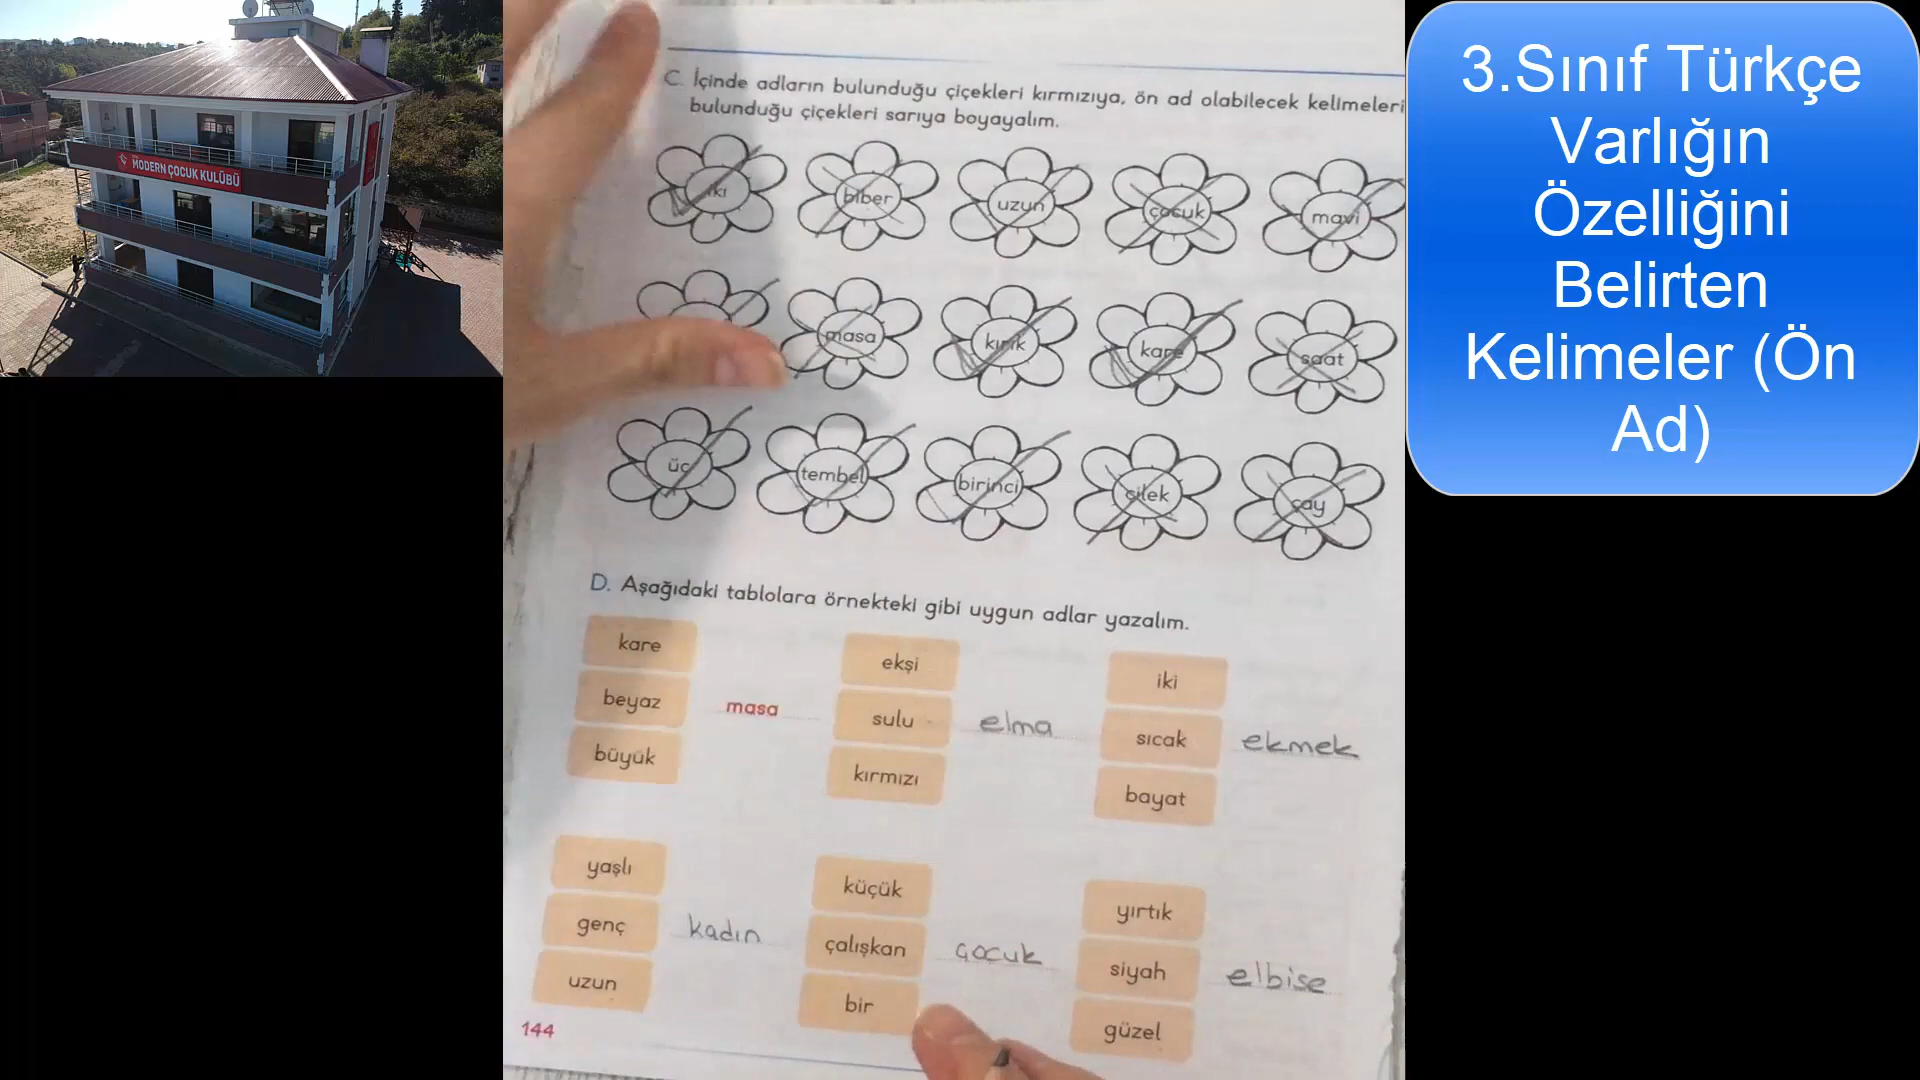 MODERN ÇOCUK KULÜBÜ
C. İçinde adların bulunduğu çiçekleri kırmızıya, ön ad olabilecek kelimeleri
bulunduğu çiçekleri sarıya boyayalım.
iki biber uzun çocuk mavi
masa kırık kare saat
üç tembel birinci çilek çay
D. Aşağıdaki tablolara örnekteki gibi uygun adlar yazalım.
kare
beyaz
büyük
masa
ekşi
sulu
kırmızı
elma
iki
sıcak
bayat
ekmek
yaşlı
genç
uzun
kadın
küçük
çalışkan
bir
çocuk
yırtık
siyah
güzel
elbise
144
3.Sınıf Türkçe
Varlığın
Özelliğini
Belirten
Kelimeler (Ön
Ad)